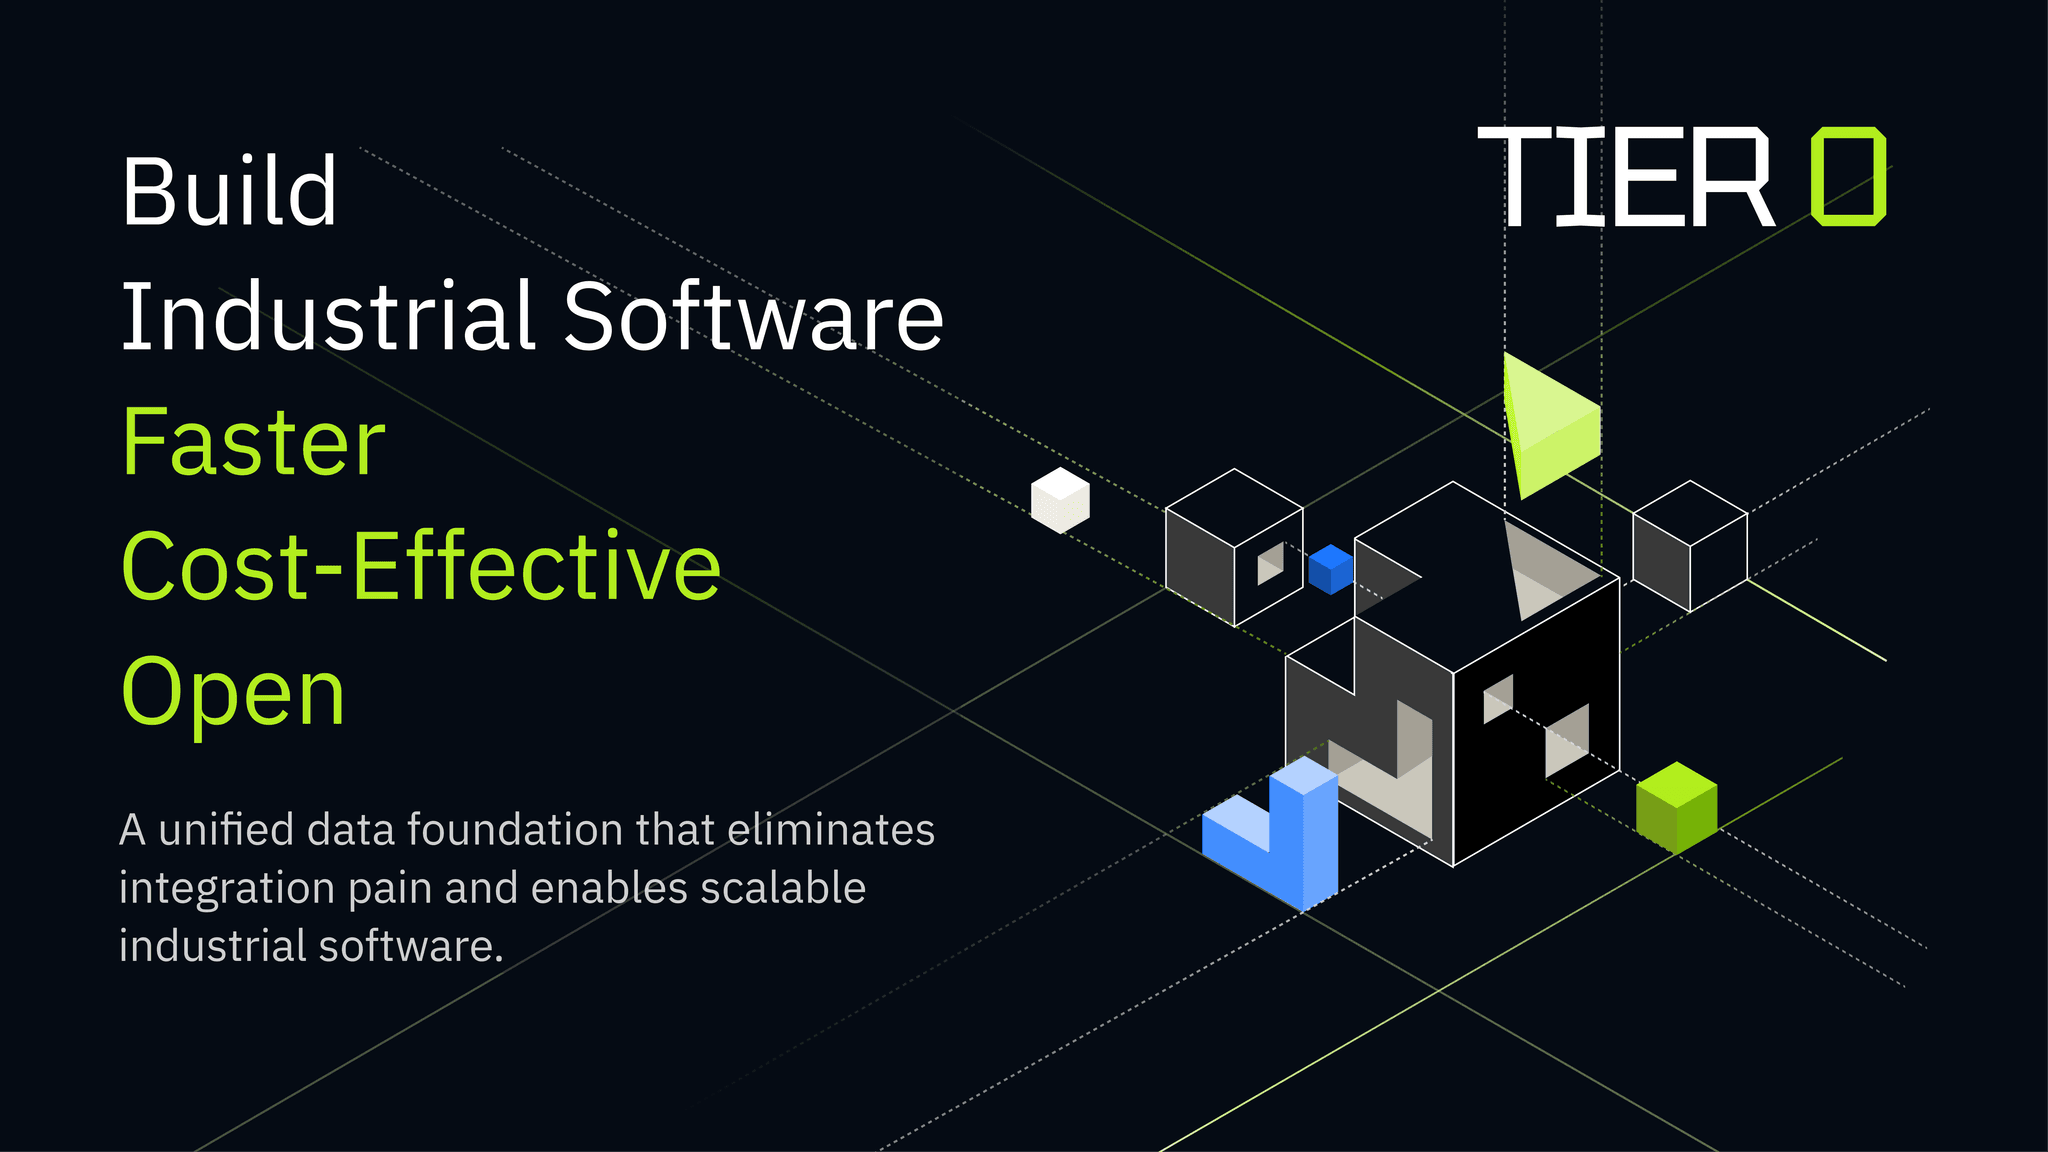 Build
TIER 0
Industrial Software
Faster
Cost-Effective
Open
A unified data foundation that eliminates
integration pain and enables scalable
industrial software.